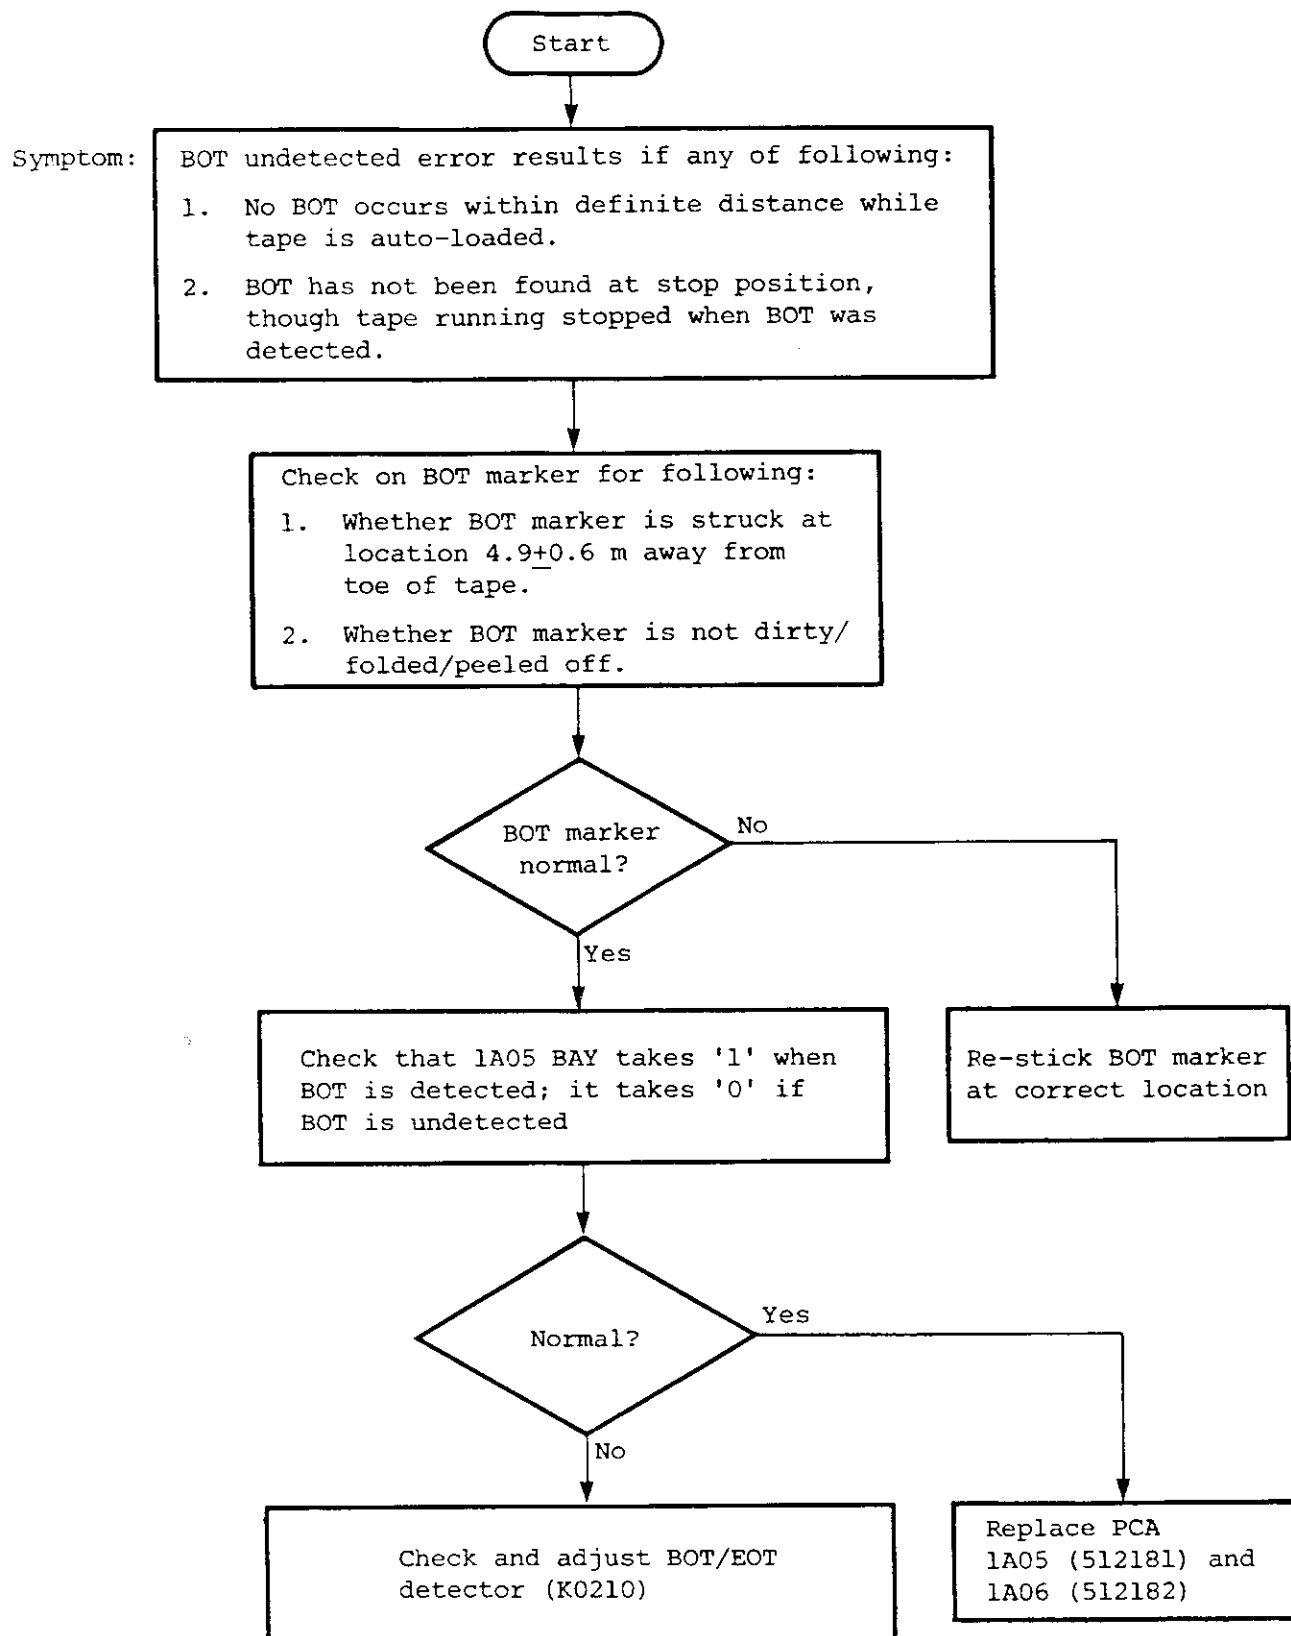 Start
Symptom:
BOT undetected error results if any of following:
1. No BOT occurs within definite distance while
tape is auto-loaded.
2. BOT has not been found at stop position,
though tape running stopped when BOT was
detected.
Check on BOT marker for following:
1. Whether BOT marker is struck at
location 4.9±0.6 m away from
toe of tape.
2. Whether BOT marker is not dirty/
folded/peeled off.
BOT marker
normal?
No
Yes
Check that 1A05 BAY takes '1' when
BOT is detected; it takes '0' if
BOT is undetected
Re-stick BOT marker
at correct location
Normal?
Yes
No
Check and adjust BOT/EOT
detector (K0210)
Replace PCA
1A05 (512181) and
1A06 (512182)